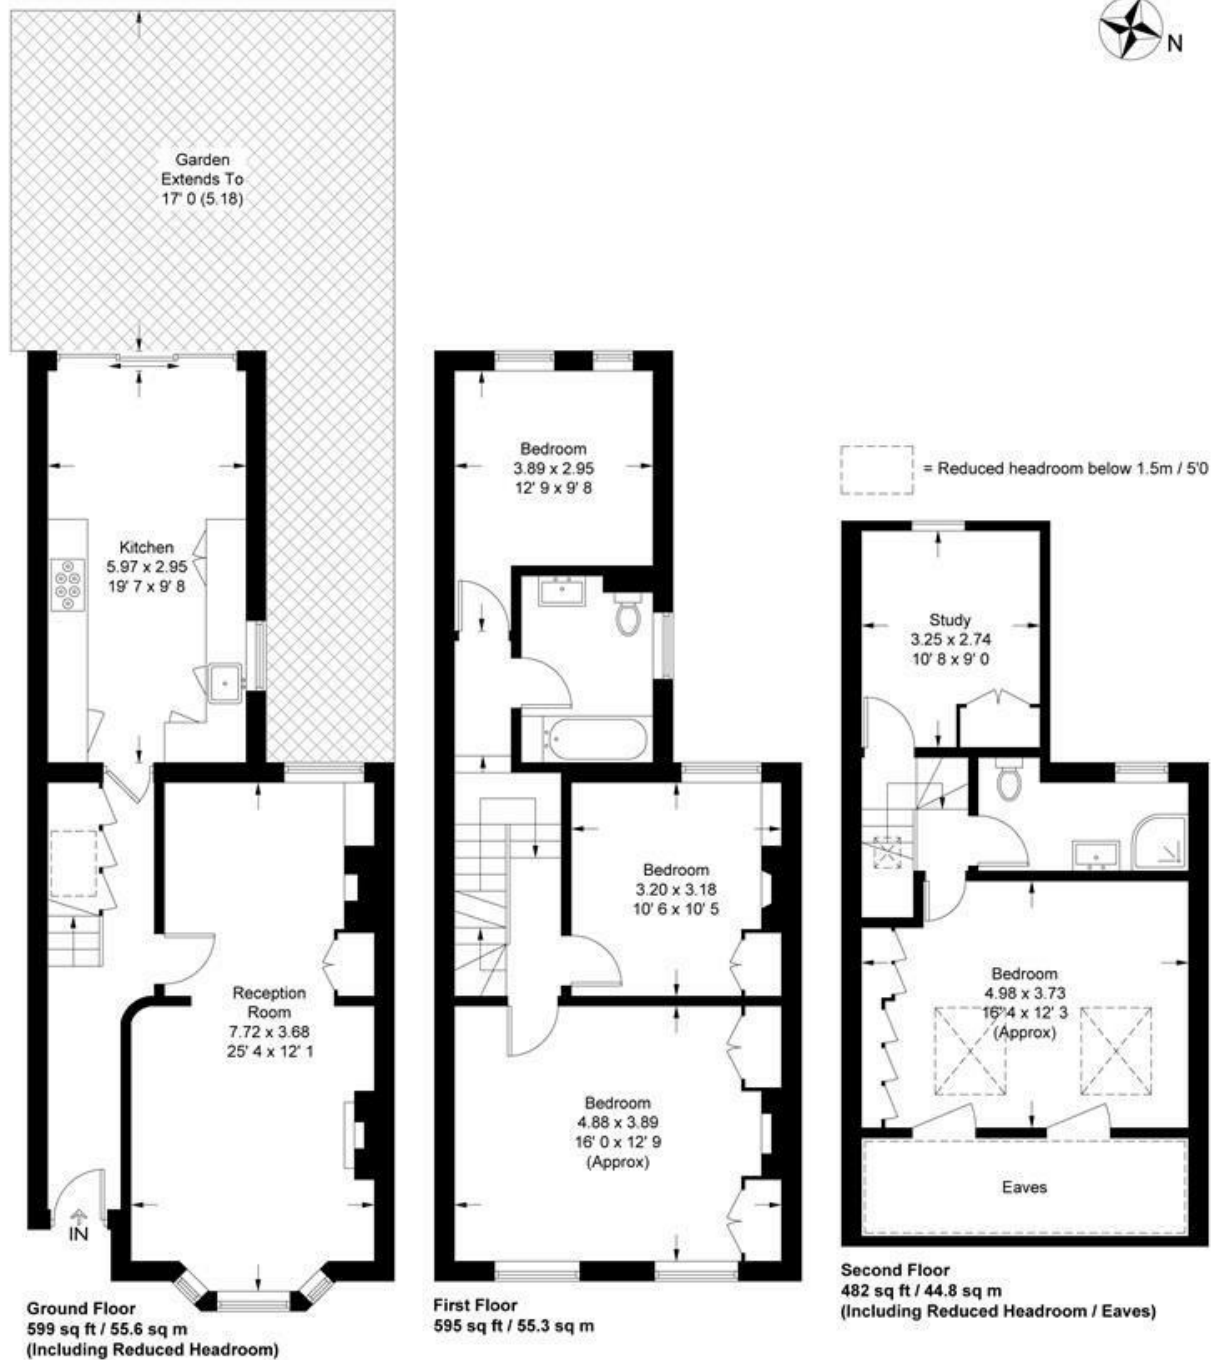 N
Garden
Extends To
17' 0 (5.18)
Bedroom
3.89 x 2.95
12' 9 x 9' 8
= Reduced headroom below 1.5m / 5'0
Kitchen
5.97 x 2.95
19' 7 x 9' 8
Study
3.25 x 2.74
10' 8 x 9' 0
Bedroom
3.20 x 3.18
10' 6 x 10' 5
Reception
Room
7.72 x 3.68
25' 4 x 12' 1
Bedroom
4.98 x 3.73
16' 4 x 12' 3
(Approx)
Bedroom
4.88 x 3.89
16' 0 x 12' 9
(Approx)
Eaves
IN
Ground Floor
599 sq ft / 55.6 sq m
(Including Reduced Headroom)
First Floor
595 sq ft / 55.3 sq m
Second Floor
482 sq ft / 44.8 sq m
(Including Reduced Headroom / Eaves)